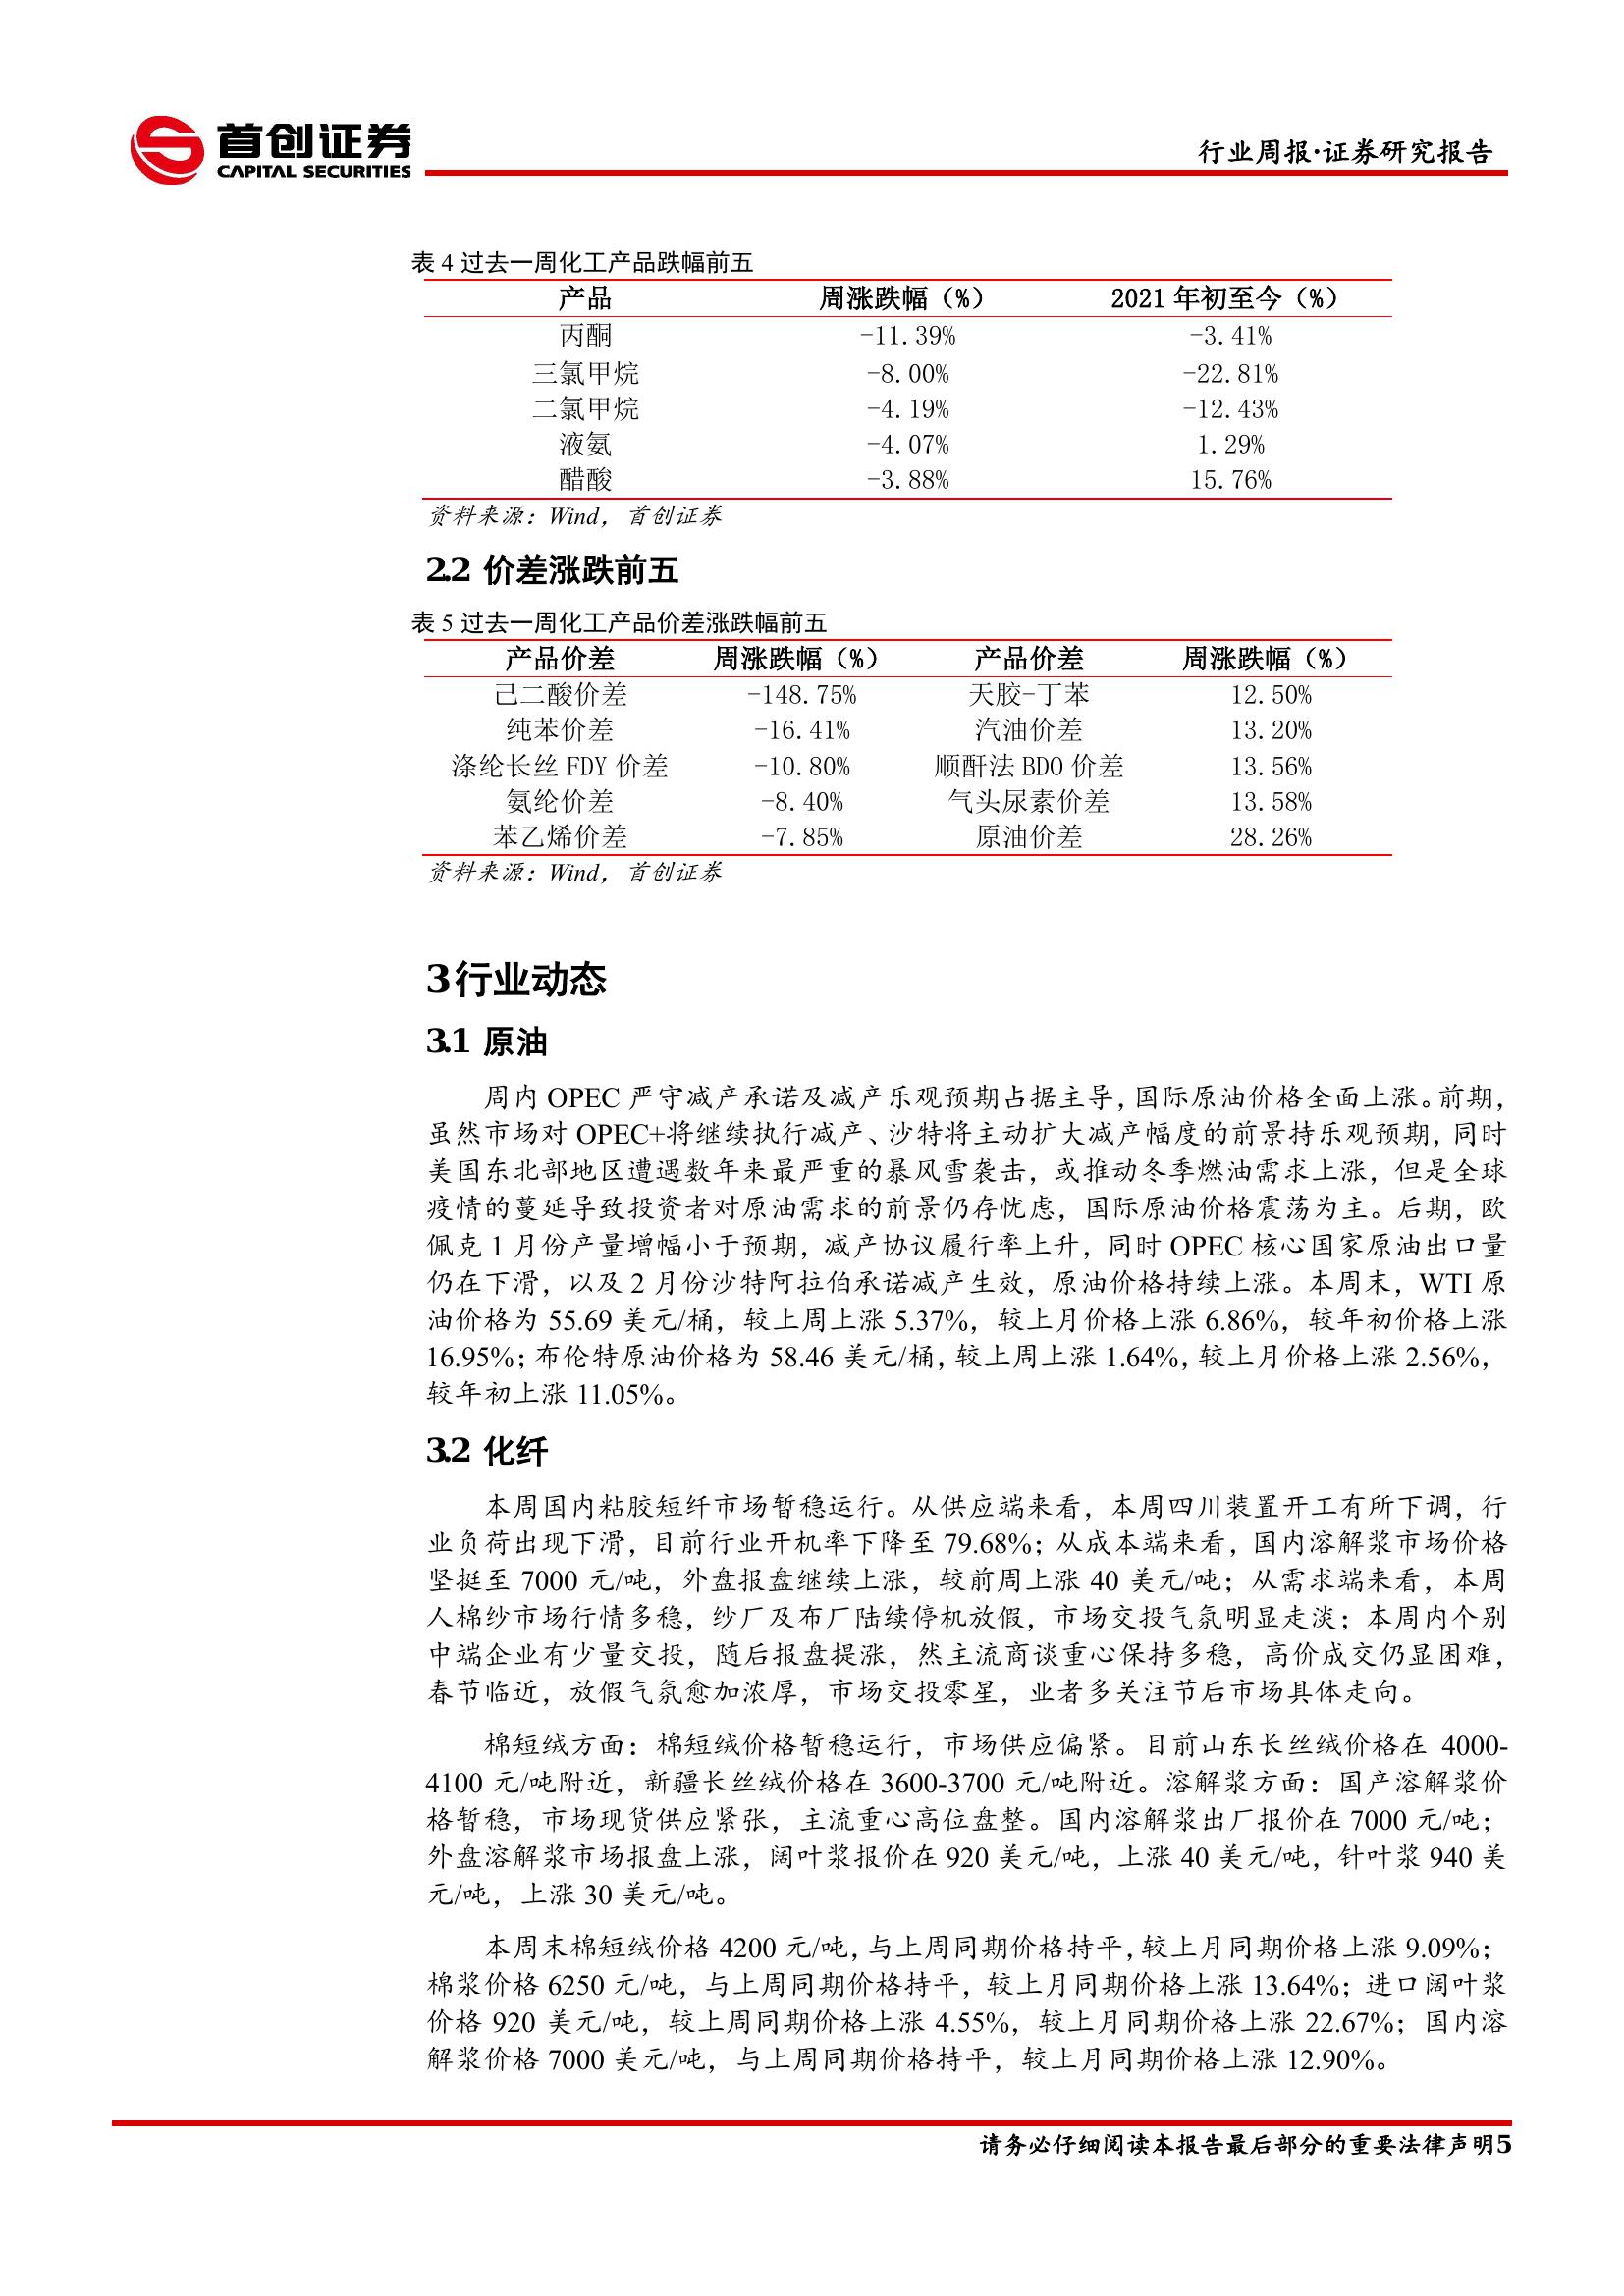 首创证券
CAPITAL SECURITIES
行业周报·证券研究报告
表 4 过去一周化工产品跌幅前五
产品 周涨跌幅（%） 2021 年初至今（%）
丙酮 -11.39% -3.41%
三氯甲烷 -8.00% -22.81%
二氯甲烷 -4.19% -12.43%
液氨 -4.07% 1.29%
醋酸 -3.88% 15.76%
资料来源：Wind，首创证券
2.2 价差涨跌前五
表 5 过去一周化工产品价差涨跌幅前五
产品价差 周涨跌幅（%） 产品价差 周涨跌幅（%）
己二酸价差 -148.75% 天胶-丁苯 12.50%
纯苯价差 -16.41% 汽油价差 13.20%
涤纶长丝 FDY 价差 -10.80% 顺酐法 BDO 价差 13.56%
氨纶价差 -8.40% 气头尿素价差 13.58%
苯乙烯价差 -7.85% 原油价差 28.26%
资料来源：Wind，首创证券
3 行业动态
3.1 原油
周内 OPEC 严守减产承诺及减产乐观预期占据主导，国际原油价格全面上涨。前期，
虽然市场对 OPEC+将继续执行减产、沙特将主动扩大减产幅度的前景持乐观预期，同时
美国东北部地区遭遇数年来最严重的暴风雪袭击，或推动冬季燃油需求上涨，但是全球
疫情的蔓延导致投资者对原油需求的前景仍存忧虑，国际原油价格震荡为主。后期，欧
佩克 1 月份产量增幅小于预期，减产协议履行率上升，同时 OPEC 核心国家原油出口量
仍在下滑，以及 2 月份沙特阿拉伯承诺减产生效，原油价格持续上涨。本周末，WTI 原
油价格为 55.69 美元/桶，较上周上涨 5.37%，较上月价格上涨 6.86%，较年初价格上涨
16.95%；布伦特原油价格为 58.46 美元/桶，较上周上涨 1.64%，较上月价格上涨 2.56%，
较年初上涨 11.05%。
3.2 化纤
本周国内粘胶短纤市场暂稳运行。从供应端来看，本周四川装置开工有所下调，行
业负荷出现下滑，目前行业开机率下降至 79.68%；从成本端来看，国内溶解浆市场价格
坚挺至 7000 元/吨，外盘报盘继续上涨，较前周上涨 40 美元/吨；从需求端来看，本周
人棉纱市场行情多稳，纱厂及布厂陆续停机放假，市场交投气氛明显走淡；本周内个别
中端企业有少量交投，随后报盘提涨，然主流商谈重心保持多稳，高价成交仍显困难，
春节临近，放假气氛愈加浓厚，市场交投零星，业者多关注节后市场具体走向。
棉短绒方面：棉短绒价格暂稳运行，市场供应偏紧。目前山东长丝绒价格在 4000-
4100 元/吨附近，新疆长丝绒价格在 3600-3700 元/吨附近。溶解浆方面：国产溶解浆价
格暂稳，市场现货供应紧张，主流重心高位盘整。国内溶解浆出厂报价在 7000 元/吨；
外盘溶解浆市场报盘上涨，阔叶浆报价在 920 美元/吨，上涨 40 美元/吨，针叶浆 940 美
元/吨，上涨 30 美元/吨。
本周末棉短绒价格 4200 元/吨，与上周同期价格持平，较上月同期价格上涨 9.09%；
棉浆价格 6250 元/吨，与上周同期价格持平，较上月同期价格上涨 13.64%；进口阔叶浆
价格 920 美元/吨，较上周同期价格上涨 4.55%，较上月同期价格上涨 22.67%；国内溶
解浆价格 7000 美元/吨，与上周同期价格持平，较上月同期价格上涨 12.90%。
请务必仔细阅读本报告最后部分的重要法律声明5